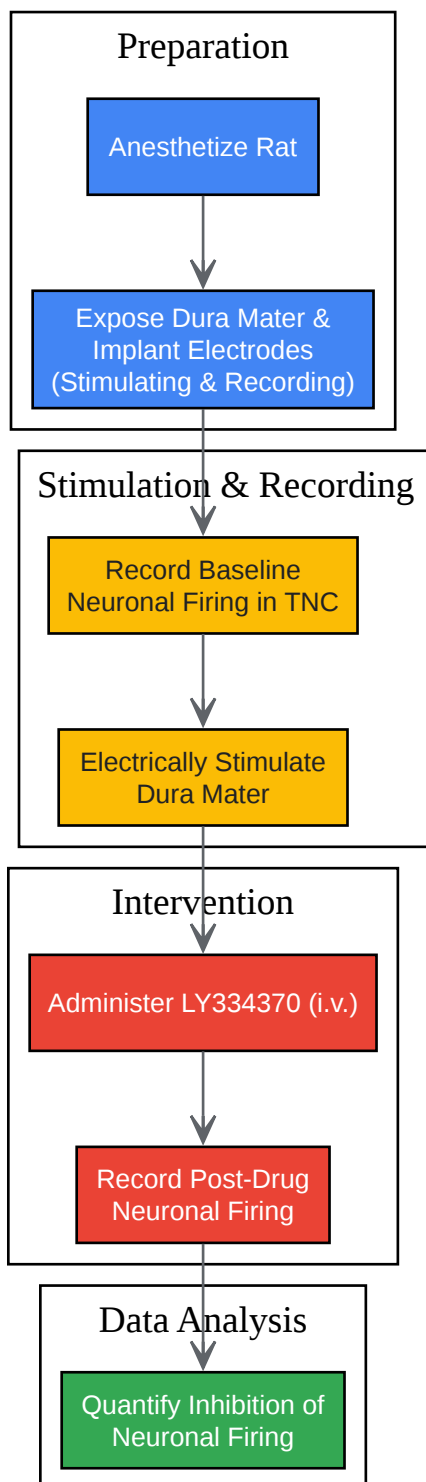 Preparation
Anesthetize Rat
Expose Dura Mater &
Implant Electrodes
(Stimulating & Recording)
Stimulation & Recording
Record Baseline
Neuronal Firing in TNC
Electrically Stimulate
Dura Mater
Intervention
Administer LY334370 (i.v.)
Record Post-Drug
Neuronal Firing
Data Analysis
Quantify Inhibition of
Neuronal Firing